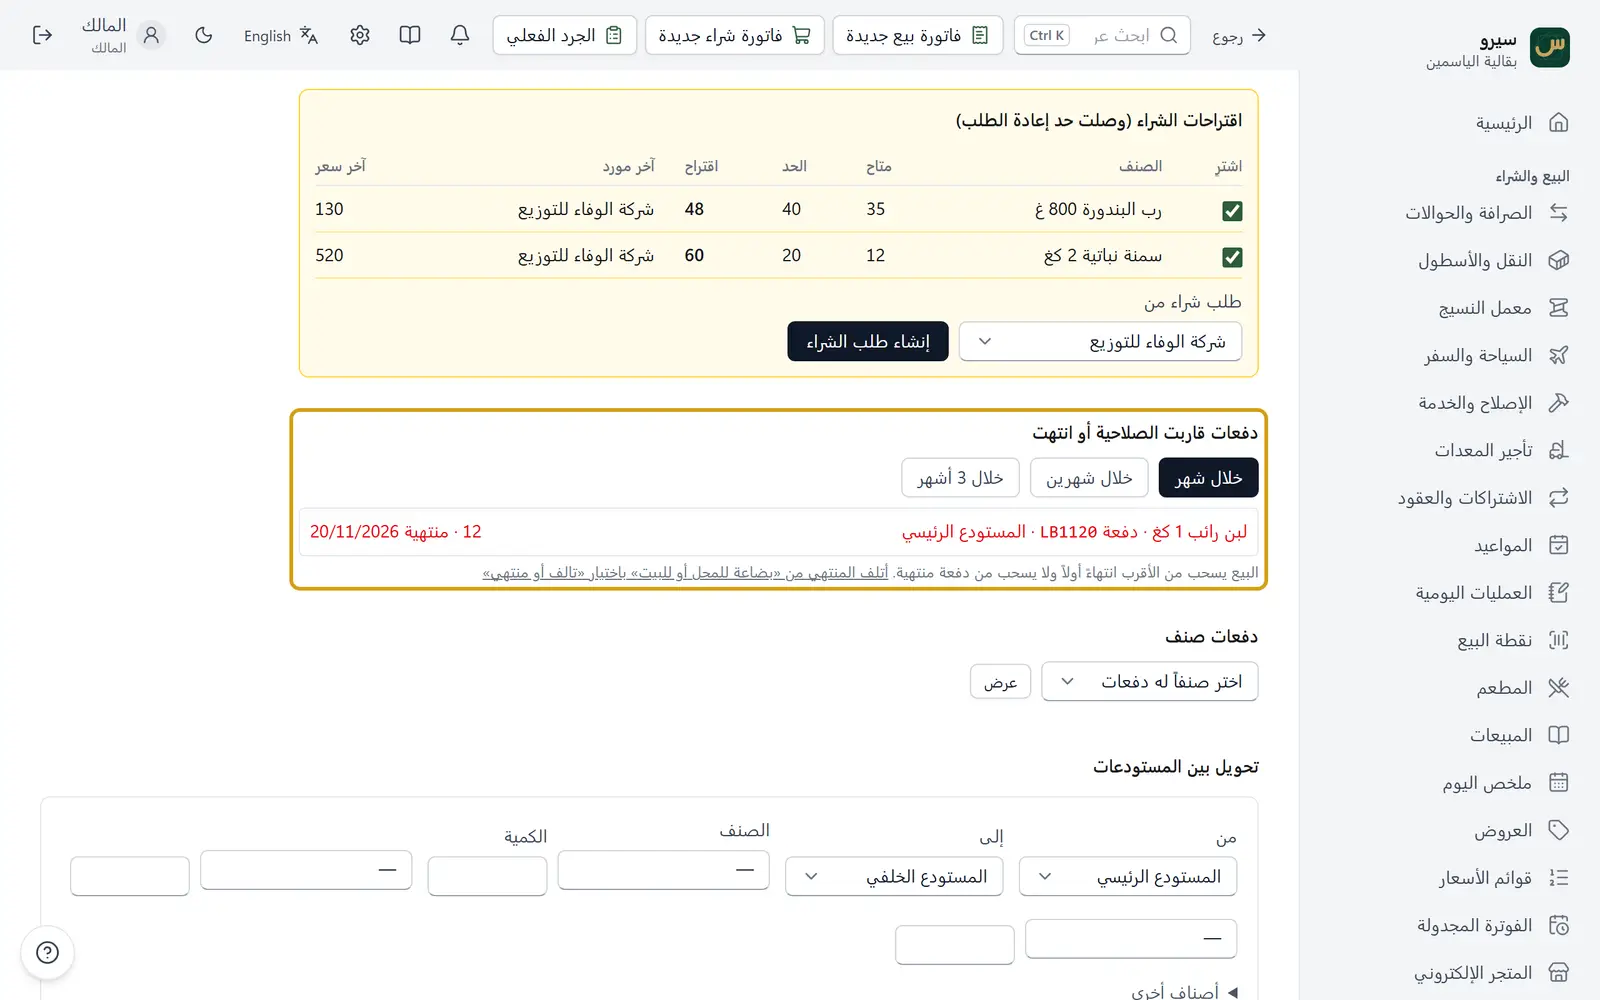 سيرو
بقالية الياسمين
رجوع
ابحث عر
Ctrl K
فاتورة بيع جديدة
فاتورة شراء جديدة
الجرد الفعلي
English
المالك
المالك
الرئيسية
البيع والشراء
الصرافة والحوالات
النقل والأسطول
معمل النسيج
السياحة والسفر
الإصلاح والخدمة
تأجير المعدات
الاشتراكات والعقود
المواعيد
العمليات اليومية
نقطة البيع
المطعم
المبيعات
ملخص اليوم
العروض
قوائم الأسعار
الفوترة المجدولة
المتجر الإلكتروني
اقتراحات الشراء (وصلت حد إعادة الطلب)
اشترِ الصنف متاح الحد اقتراح آخر مورد آخر سعر
رب البندورة 800 غ 35 40 48 شركة الوفاء للتوزيع 130
سمنة نباتية 2 كغ 12 20 60 شركة الوفاء للتوزيع 520
طلب شراء من
شركة الوفاء للتوزيع
إنشاء طلب الشراء
دفعات قاربت الصلاحية أو انتهت
خلال شهر
خلال شهرين
خلال 3 أشهر
لبن رائب 1 كغ · دفعة LB1120 · المستودع الرئيسي
12 · منتهية 20/11/2026
البيع يسحب من الأقرب انتهاءً أولاً ولا يسحب من دفعة منتهية. أتلف المنتهي من «بضاعة للمحل أو للبيت» باختيار «تالف أو منتهي»
دفعات صنف
اختر صنفاً له دفعات
عرض
تحويل بين المستودعات
من إلى الصنف الكمية
المستودع الرئيسي
المستودع الخلفي
—
—
—
أصناف أخرى